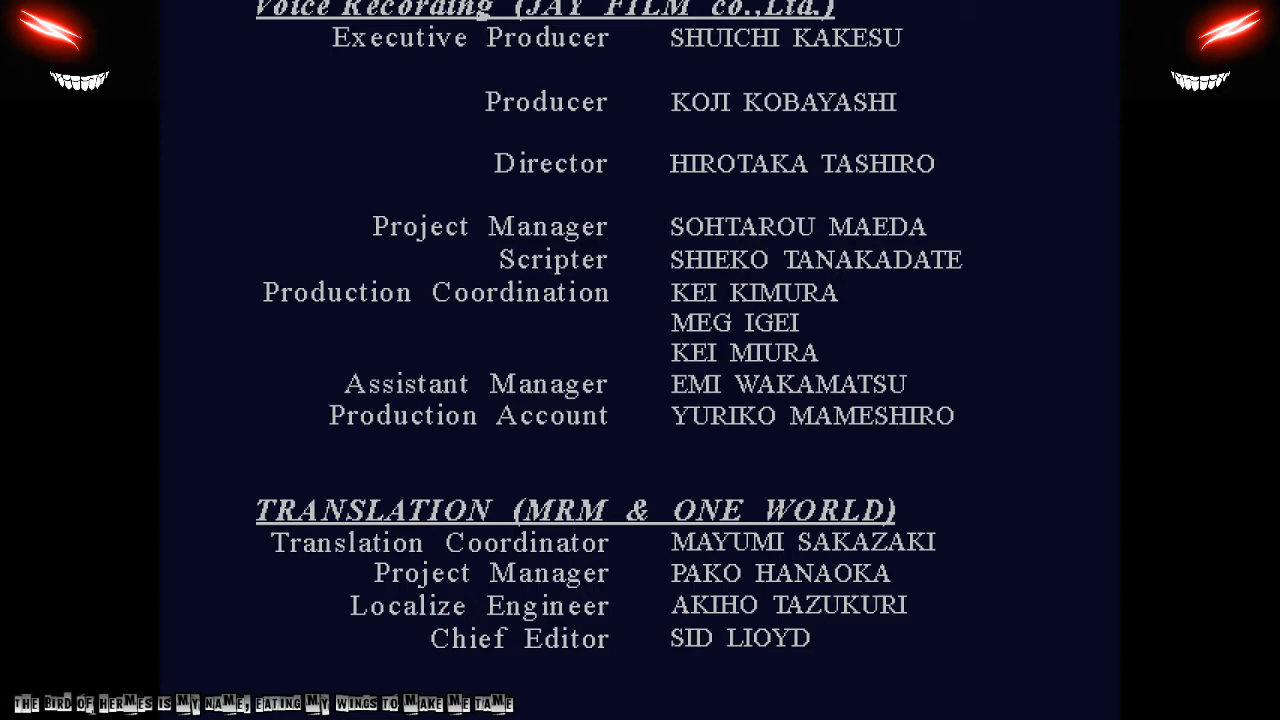 Voice Recording (JAY FILM co.,Ltd.)
Executive Producer SHUICHI KAKESU
Producer KOJI KOBAYASHI
Director HIROTAKA TASHIRO
Project Manager SOHTAROU MAEDA
Scripter SHIEKO TANAKADATE
Production Coordination KEI KIMURA
MEG IGEI
KEI MIURA
Assistant Manager EMI WAKAMATSU
Production Account YURIKO MAMESHIRO
TRANSLATION (MRM & ONE WORLD)
Translation Coordinator MAYUMI SAKAZAKI
Project Manager PAKO HANAOKA
Localize Engineer AKIHO TAZUKURI
Chief Editor SID LIOYD
THE BIRD OF HERMES IS MY NAME, EATING MY WINGS TO MAKE ME TAME